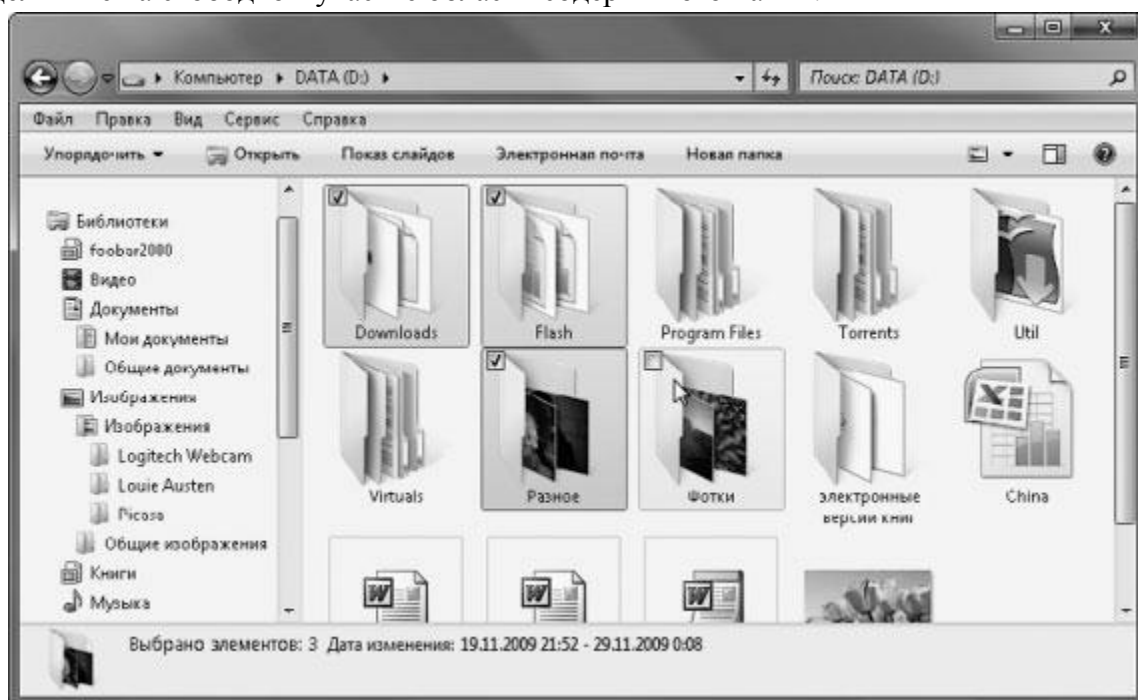 Компьютер ▸ DATA (D:) ▸
Поиск: DATA (D:)
Файл Правка Вид Сервис Справка
Упорядочить Открыть Показ слайдов Электронная почта Новая папка
Библиотеки
foobar2000
Видео
Документы
Мои документы
Общие документы
Изображения
Изображения
Logitech Webcam
Louie Austen
Picasa
Общие изображения
Книги
Музыка
Downloads Flash Program Files Torrents Util
Virtuals Разное Фотки электронные версии книг China
Выбрано элементов: 3 Дата изменения: 19.11.2009 21:52 - 29.11.2009 0:08